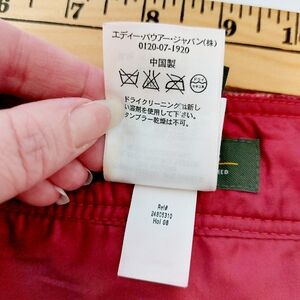 7 8 9
エディー・バウアー・ジャパン(株)
0120-07-1920
中国製
ドライクリーニングは新し
い溶剤を使用して下さい。
タンブラー乾燥は不可。
Ref#
24805310
Hol 08